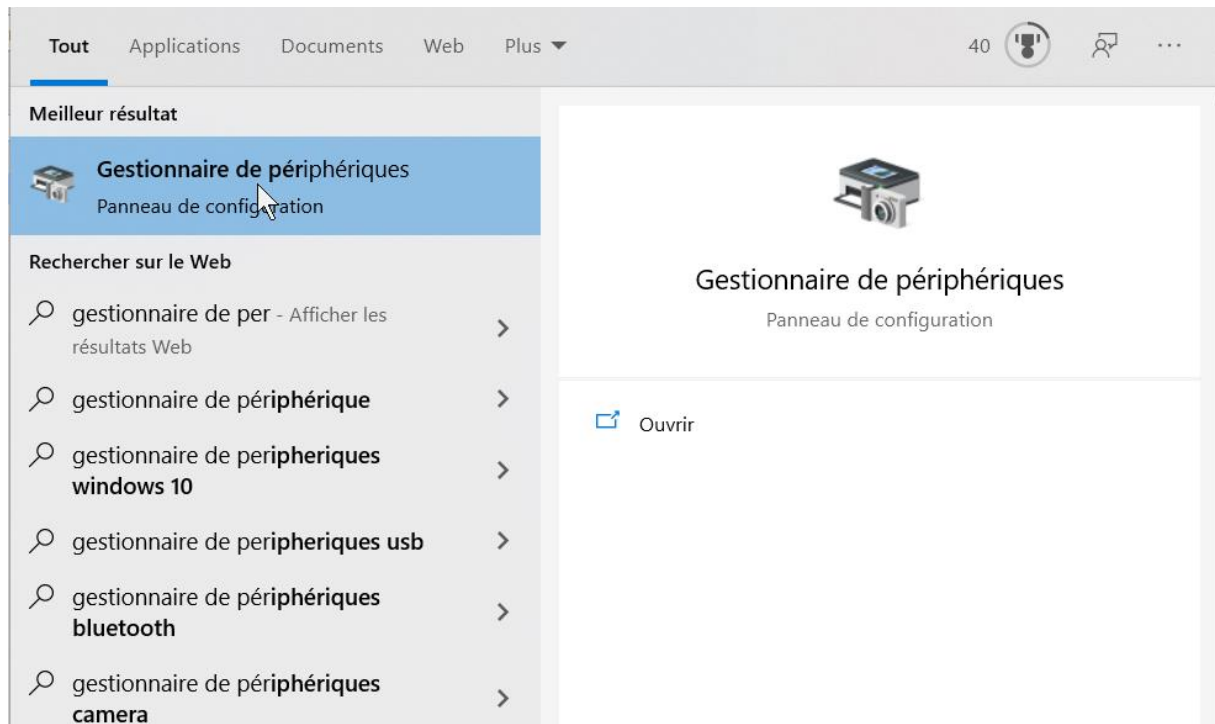 Tout Applications Documents Web Plus 40
Meilleur résultat
Gestionnaire de périphériques
Panneau de configuration
Rechercher sur le Web
gestionnaire de per - Afficher les
résultats Web
gestionnaire de périphérique
gestionnaire de peripheriques
windows 10
gestionnaire de peripheriques usb
gestionnaire de périphériques
bluetooth
gestionnaire de périphériques
camera
Gestionnaire de périphériques
Panneau de configuration
Ouvrir